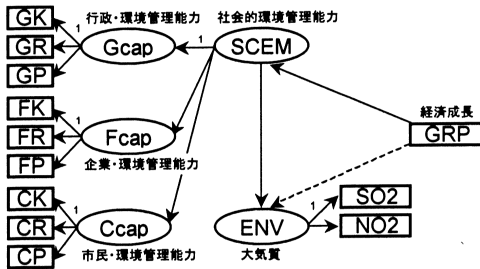 行政・環境管理能力
社会的環境管理能力
GK
GR
GP
1
Gcap
1
SCEM
経済成長
GRP
FK
FR
FP
1
Fcap
企業・環境管理能力
CK
CR
CP
1
Ccap
市民・環境管理能力
ENV
大気質
1
SO2
NO2